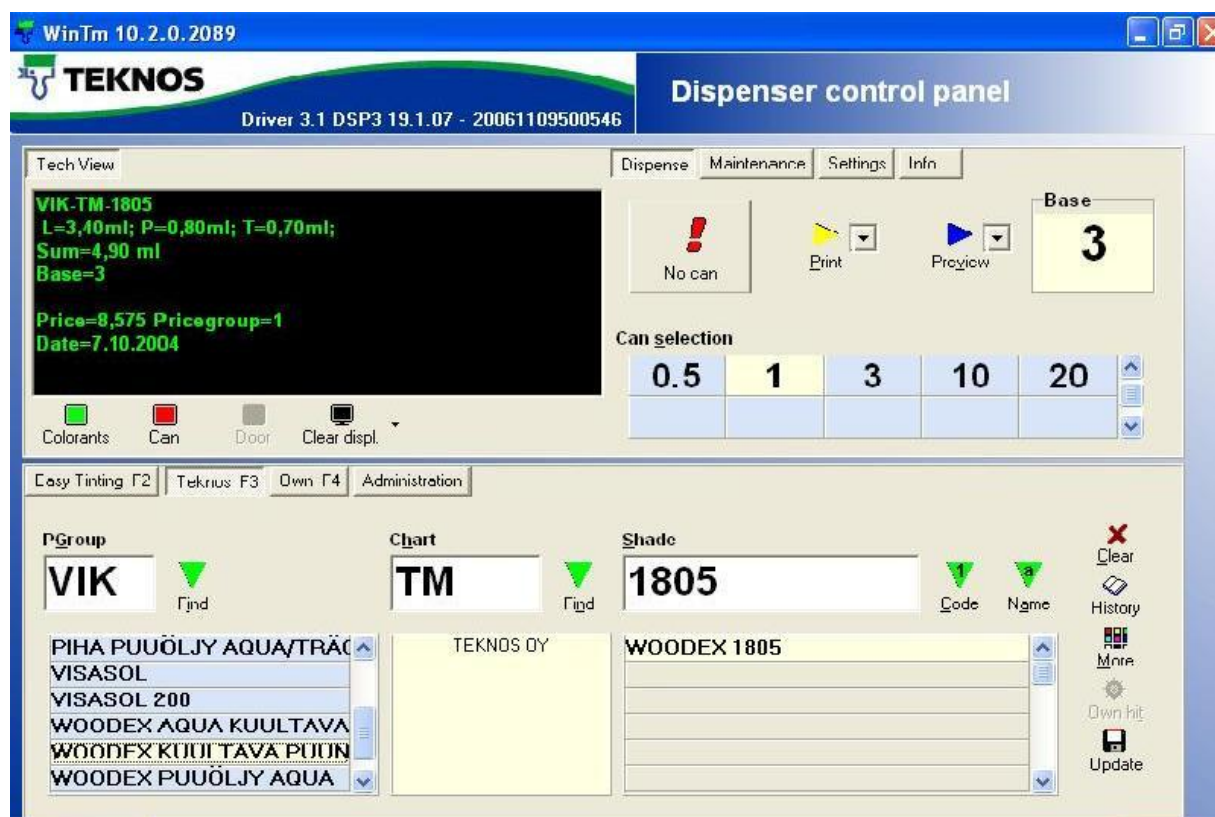 WinTm 10.2.0.2089
TEKNOS
Driver 3.1 DSP3 19.1.07 - 20061109500546
Dispenser control panel
Tech View
VIK-TM-1805
L=3,40ml; P=0,80ml; T=0,70ml;
Sum=4,90 ml
Base=3
Price=8,575 Pricegroup=1
Date=7.10.2004
Colorants
Can
Door
Clear displ.
Dispense
Maintenance
Settings
Info
No can
Print
Preview
Base
3
Can selection
0.5 1 3 10 20
Easy Tinting F2
Teknos F3
Own F4
Administration
PGroup
VIK
Find
Chart
TM
Find
Shade
1805
1
Code
a
Name
Clear
History
More
Own hit
Update
PIHA PUUÖLJY AQUA/TRÄ
VISASOL
VISASOL 200
WOODEX AQUA KUULTAVA
WOODEX KUULTAVA PUUN
WOODEX PUUÖLJY AQUA
TEKNOS OY
WOODEX 1805